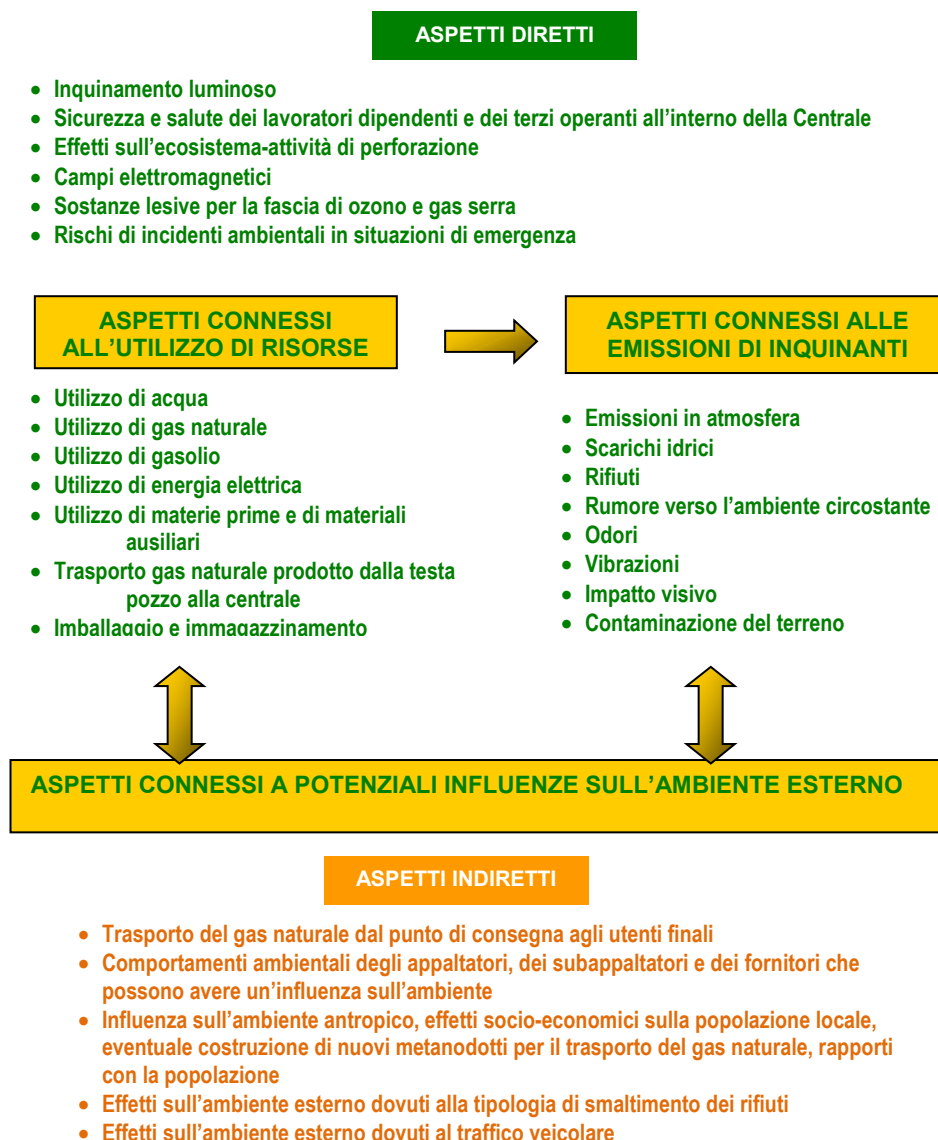 ASPETTI DIRETTI
• Inquinamento luminoso
• Sicurezza e salute dei lavoratori dipendenti e dei terzi operanti all'interno della Centrale
• Effetti sull'ecosistema-attività di perforazione
• Campi elettromagnetici
• Sostanze lesive per la fascia di ozono e gas serra
• Rischi di incidenti ambientali in situazioni di emergenza
ASPETTI CONNESSI
ALL'UTILIZZO DI RISORSE
• Utilizzo di acqua
• Utilizzo di gas naturale
• Utilizzo di gasolio
• Utilizzo di energia elettrica
• Utilizzo di materie prime e di materiali
ausiliari
• Trasporto gas naturale prodotto dalla testa
pozzo alla centrale
• Imballaggio e immagazzinamento
ASPETTI CONNESSI ALLE
EMISSIONI DI INQUINANTI
• Emissioni in atmosfera
• Scarichi idrici
• Rifiuti
• Rumore verso l'ambiente circostante
• Odori
• Vibrazioni
• Impatto visivo
• Contaminazione del terreno
ASPETTI CONNESSI A POTENZIALI INFLUENZE SULL'AMBIENTE ESTERNO
ASPETTI INDIRETTI
• Trasporto del gas naturale dal punto di consegna agli utenti finali
• Comportamenti ambientali degli appaltatori, dei subappaltatori e dei fornitori che
possono avere un'influenza sull'ambiente
• Influenza sull'ambiente antropico, effetti socio-economici sulla popolazione locale,
eventuale costruzione di nuovi metanodotti per il trasporto del gas naturale, rapporti
con la popolazione
• Effetti sull'ambiente esterno dovuti alla tipologia di smaltimento dei rifiuti
• Effetti sull'ambiente esterno dovuti al traffico veicolare